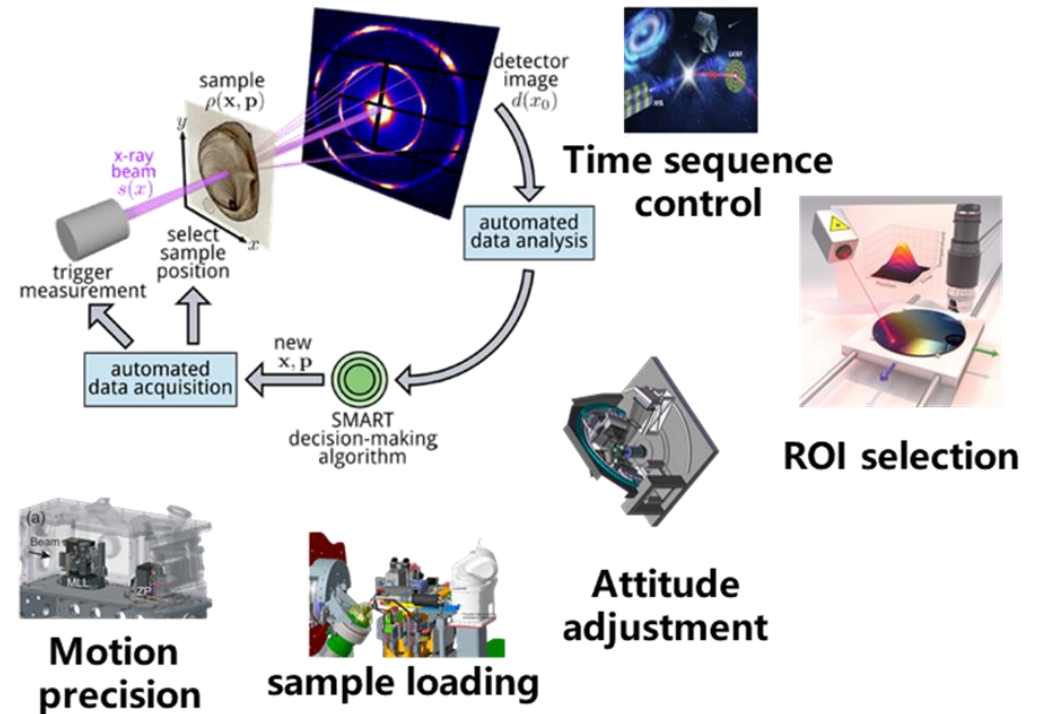 sample
ρ(x, p)
y
x
x-ray
beam
s(x)
detector
image
d(x₀)
Time sequence
control
automated
data analysis
select
sample
position
trigger
measurement
new
x, p
automated
data acquisition
SMART
decision-making
algorithm
ROI selection
(a)
Beam
MLL
ZP
Attitude
adjustment
Motion
precision
sample loading